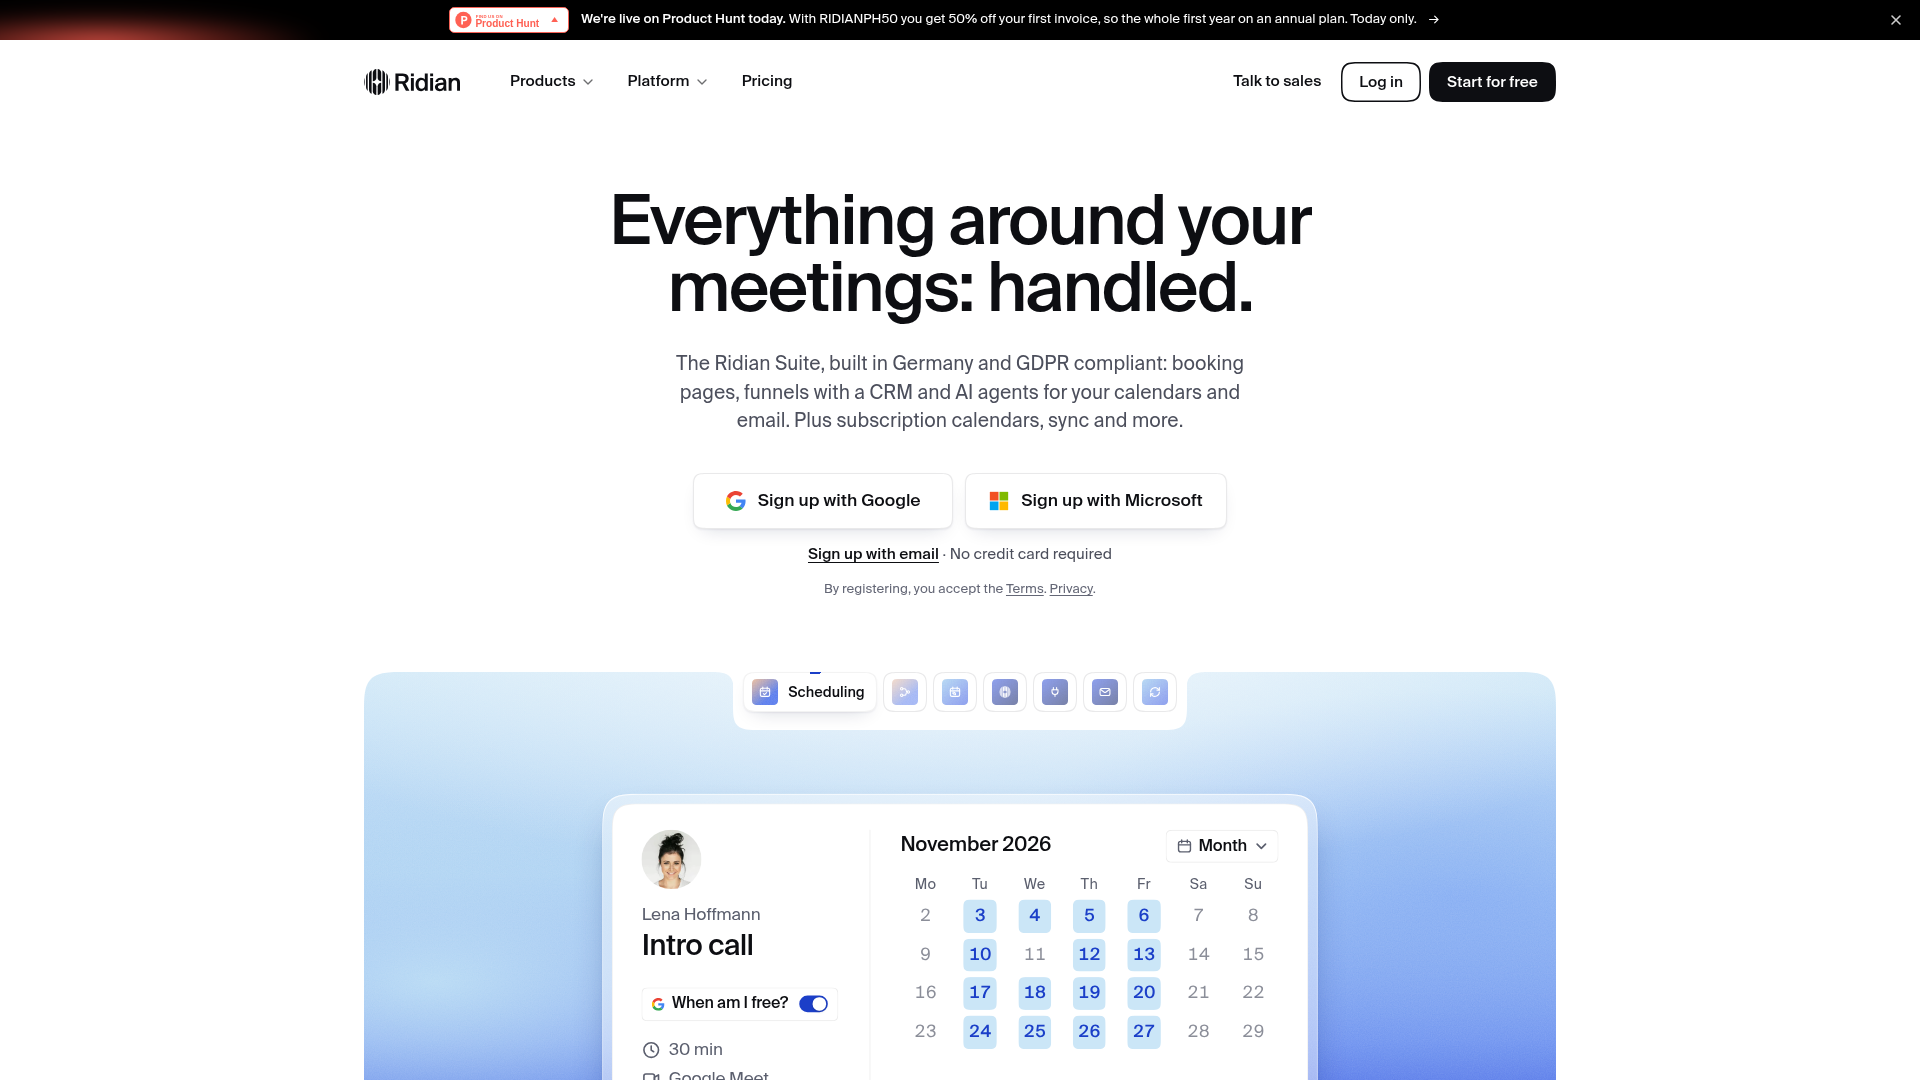 FIND US ON
Product Hunt
We're live on Product Hunt today. With RIDIANPH50 you get 50% off your first invoice, so the whole first year on an annual plan. Today only. →
Ridian
Products
Platform
Pricing
Talk to sales
Log in
Start for free
Everything around your
meetings: handled.
The Ridian Suite, built in Germany and GDPR compliant: booking
pages, funnels with a CRM and AI agents for your calendars and
email. Plus subscription calendars, sync and more.
Sign up with Google
Sign up with Microsoft
Sign up with email · No credit card required
By registering, you accept the Terms. Privacy.
Scheduling
Lena Hoffmann
Intro call
When am I free?
30 min
Google Meet
November 2026
Month
Mo Tu We Th Fr Sa Su
2 3 4 5 6 7 8
9 10 11 12 13 14 15
16 17 18 19 20 21 22
23 24 25 26 27 28 29